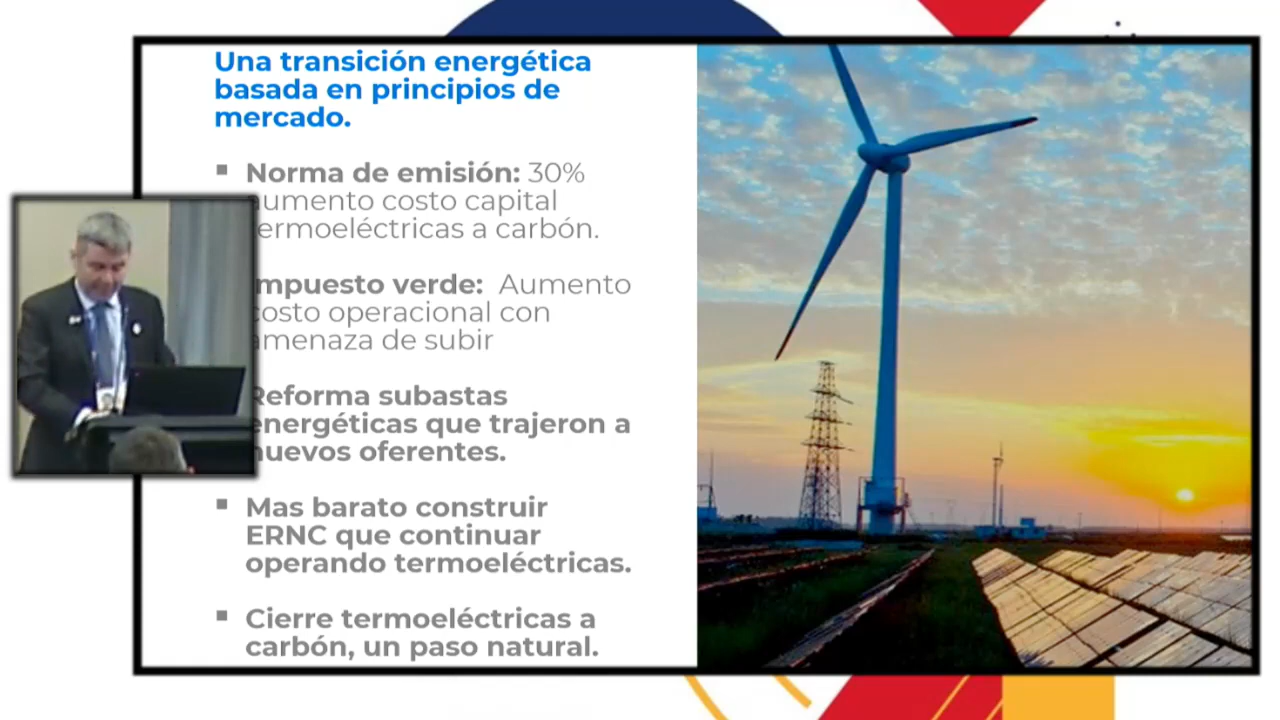 Una transición energética
basada en principios de
mercado.
▪ Norma de emisión: 30%
aumento costo capital
ermoeléctricas a carbón.
mpuesto verde: Aumento
costo operacional con
amenaza de subir
Reforma subastas
energéticas que trajeron a
nuevos oferentes.
▪ Mas barato construir
ERNC que continuar
operando termoeléctricas.
▪ Cierre termoeléctricas a
carbón, un paso natural.